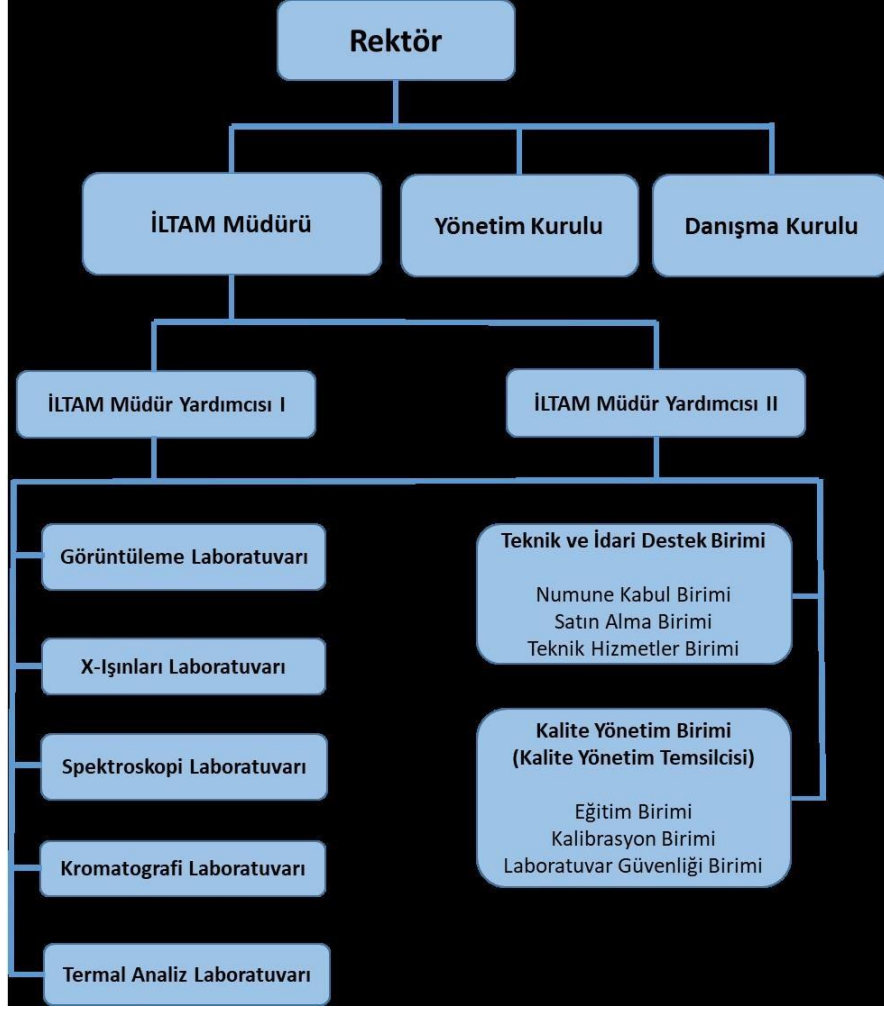 Rektör
İLTAM Müdürü
Yönetim Kurulu
Danışma Kurulu
İLTAM Müdür Yardımcısı I
İLTAM Müdür Yardımcısı II
Görüntüleme Laboratuvarı
X-Işınları Laboratuvarı
Spektroskopi Laboratuvarı
Kromatografi Laboratuvarı
Termal Analiz Laboratuvarı
Teknik ve İdari Destek Birimi
Numune Kabul Birimi
Satın Alma Birimi
Teknik Hizmetler Birimi
Kalite Yönetim Birimi
(Kalite Yönetim Temsilcisi)
Eğitim Birimi
Kalibrasyon Birimi
Laboratuvar Güvenliği Birimi